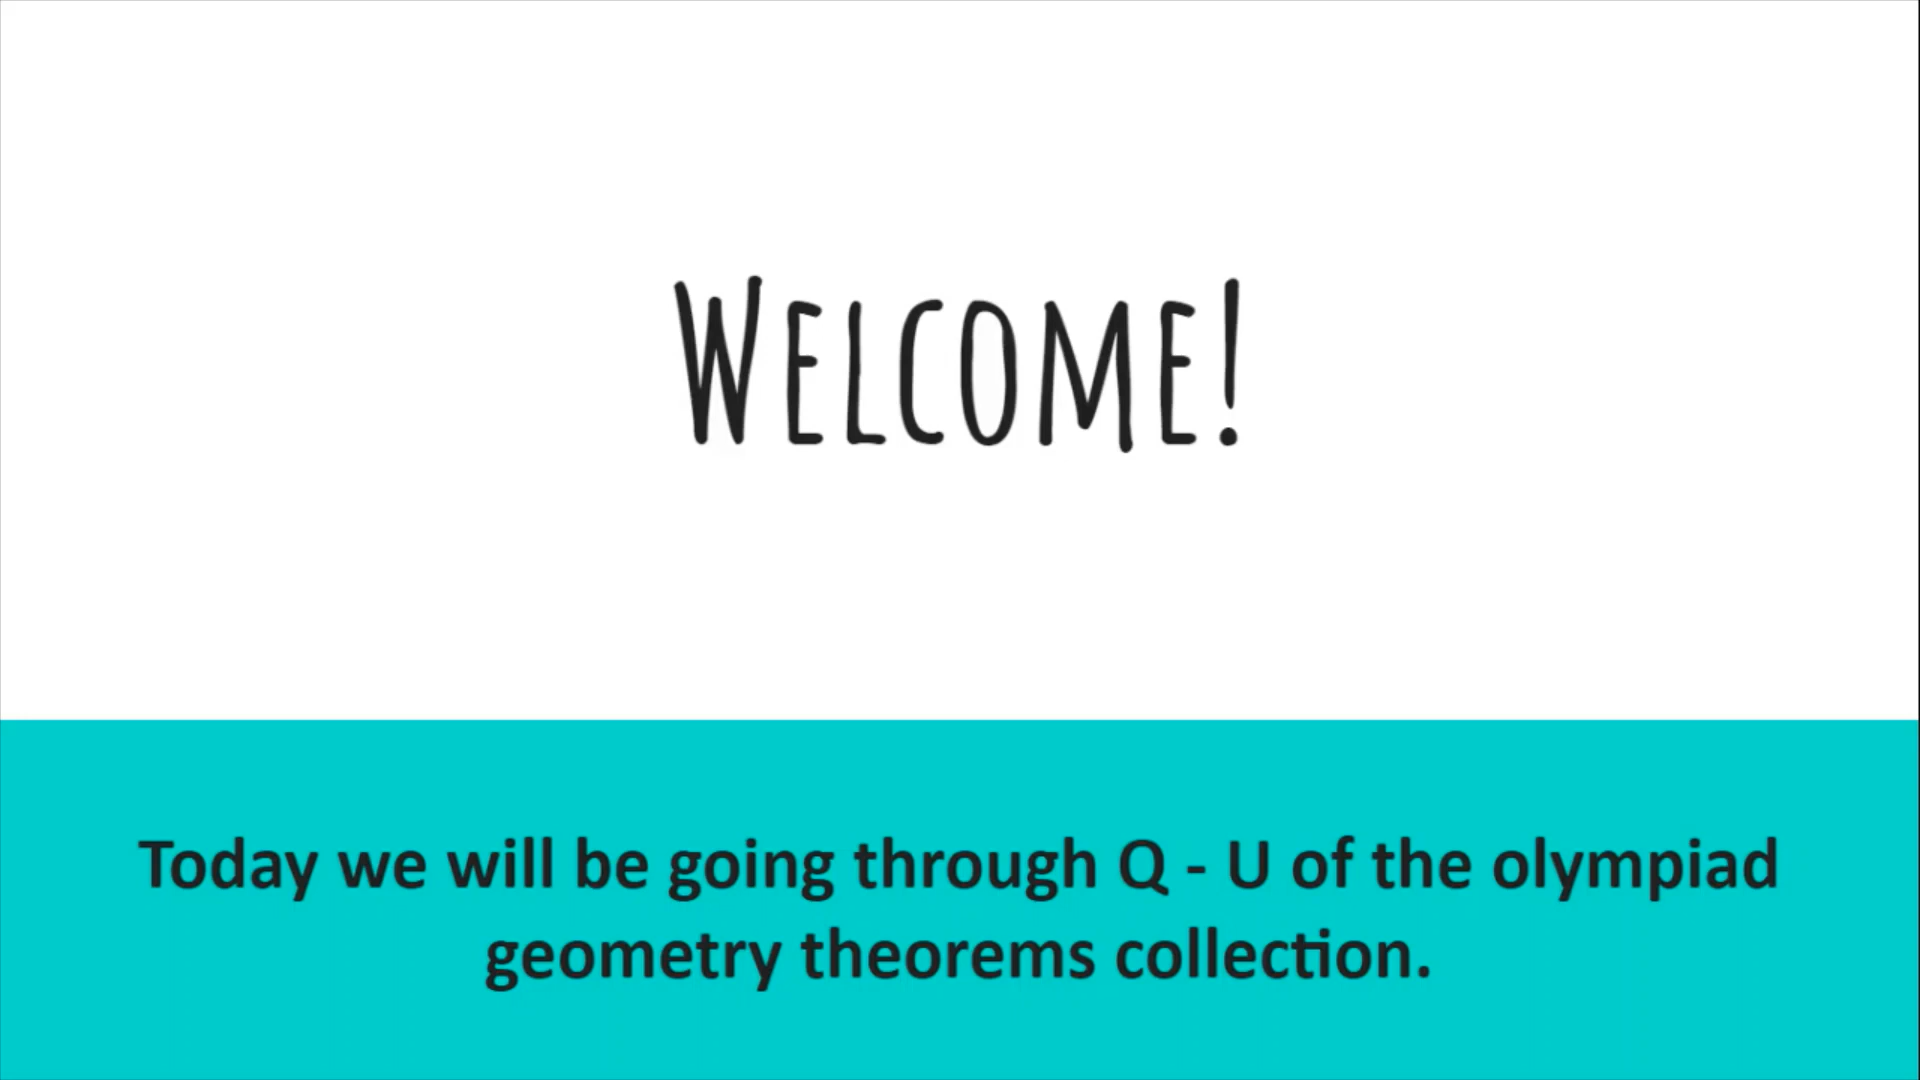 Welcome!
Today we will be going through Q - U of the olympiad
geometry theorems collection.